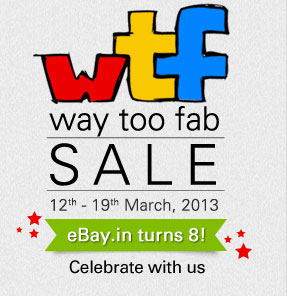 wtf
way too fab
SALE
12th - 19th March, 2013
eBay.in turns 8!
Celebrate with us